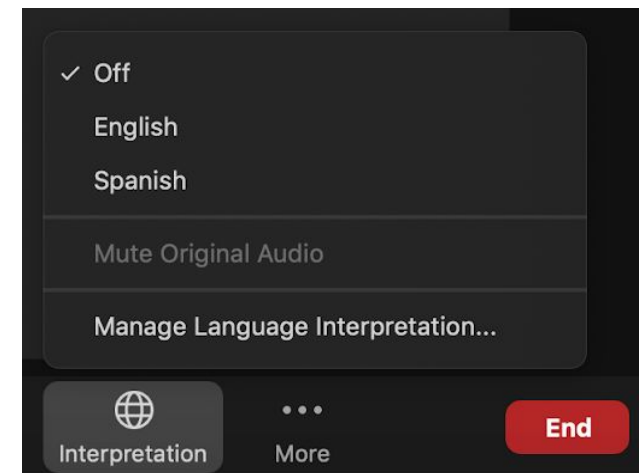 Off
English
Spanish
Mute Original Audio
Manage Language Interpretation...
Interpretation
More
End